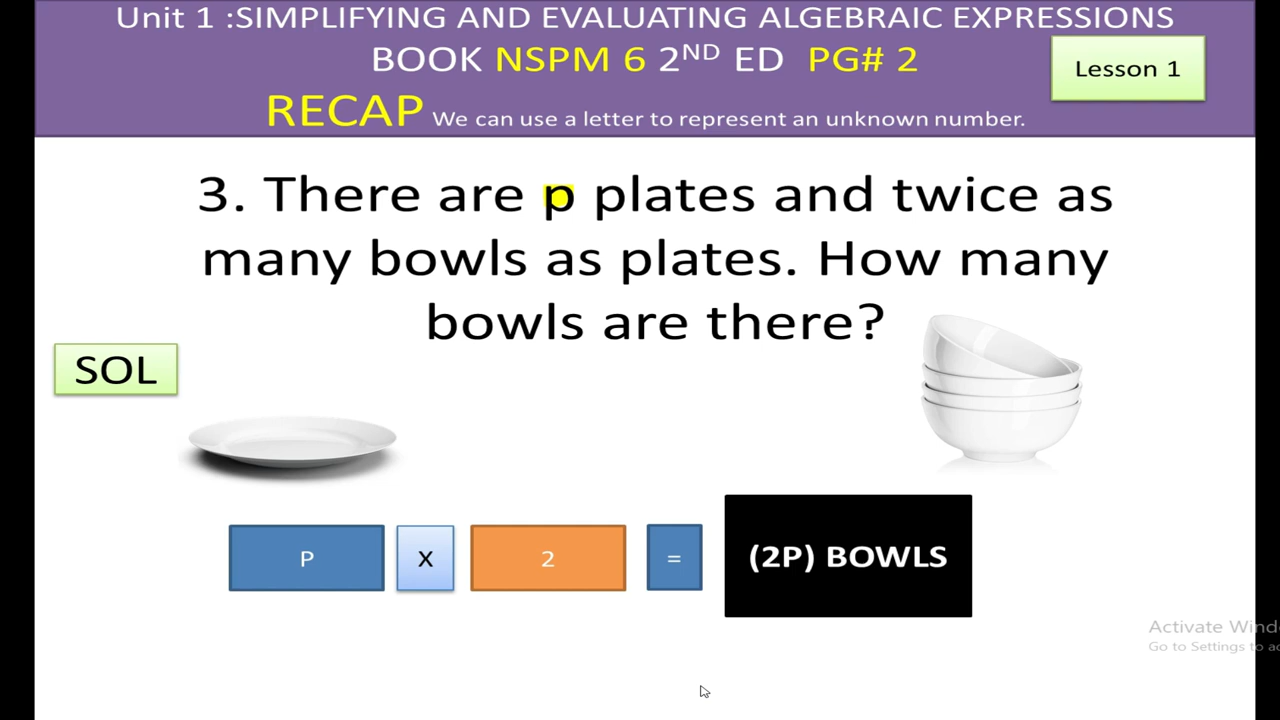 Unit 1 :SIMPLIFYING AND EVALUATING ALGEBRAIC EXPRESSIONS
BOOK NSPM 6 2ND ED PG# 2
Lesson 1
RECAP We can use a letter to represent an unknown number.
3. There are p plates and twice as
many bowls as plates. How many
bowls are there?
SOL
P X 2 = (2P) BOWLS
Activate Wind
Go to Settings to ac